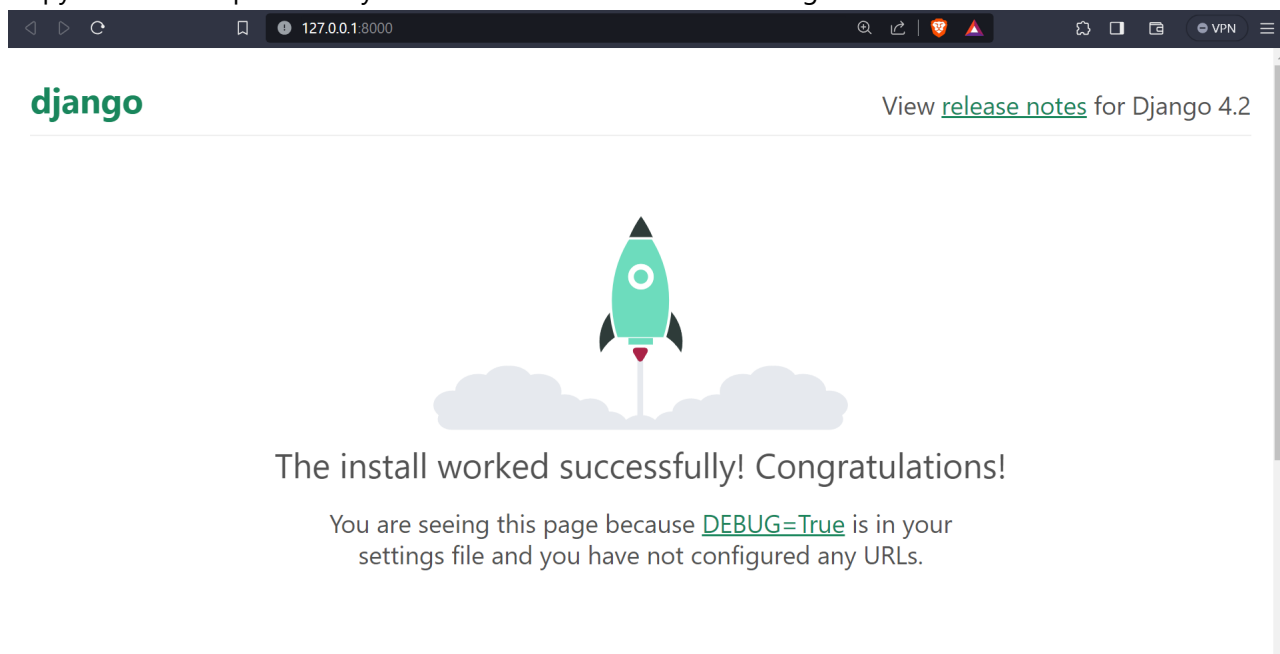 127.0.0.1:8000
VPN
django
View release notes for Django 4.2
The install worked successfully! Congratulations!
You are seeing this page because DEBUG=True is in your
settings file and you have not configured any URLs.